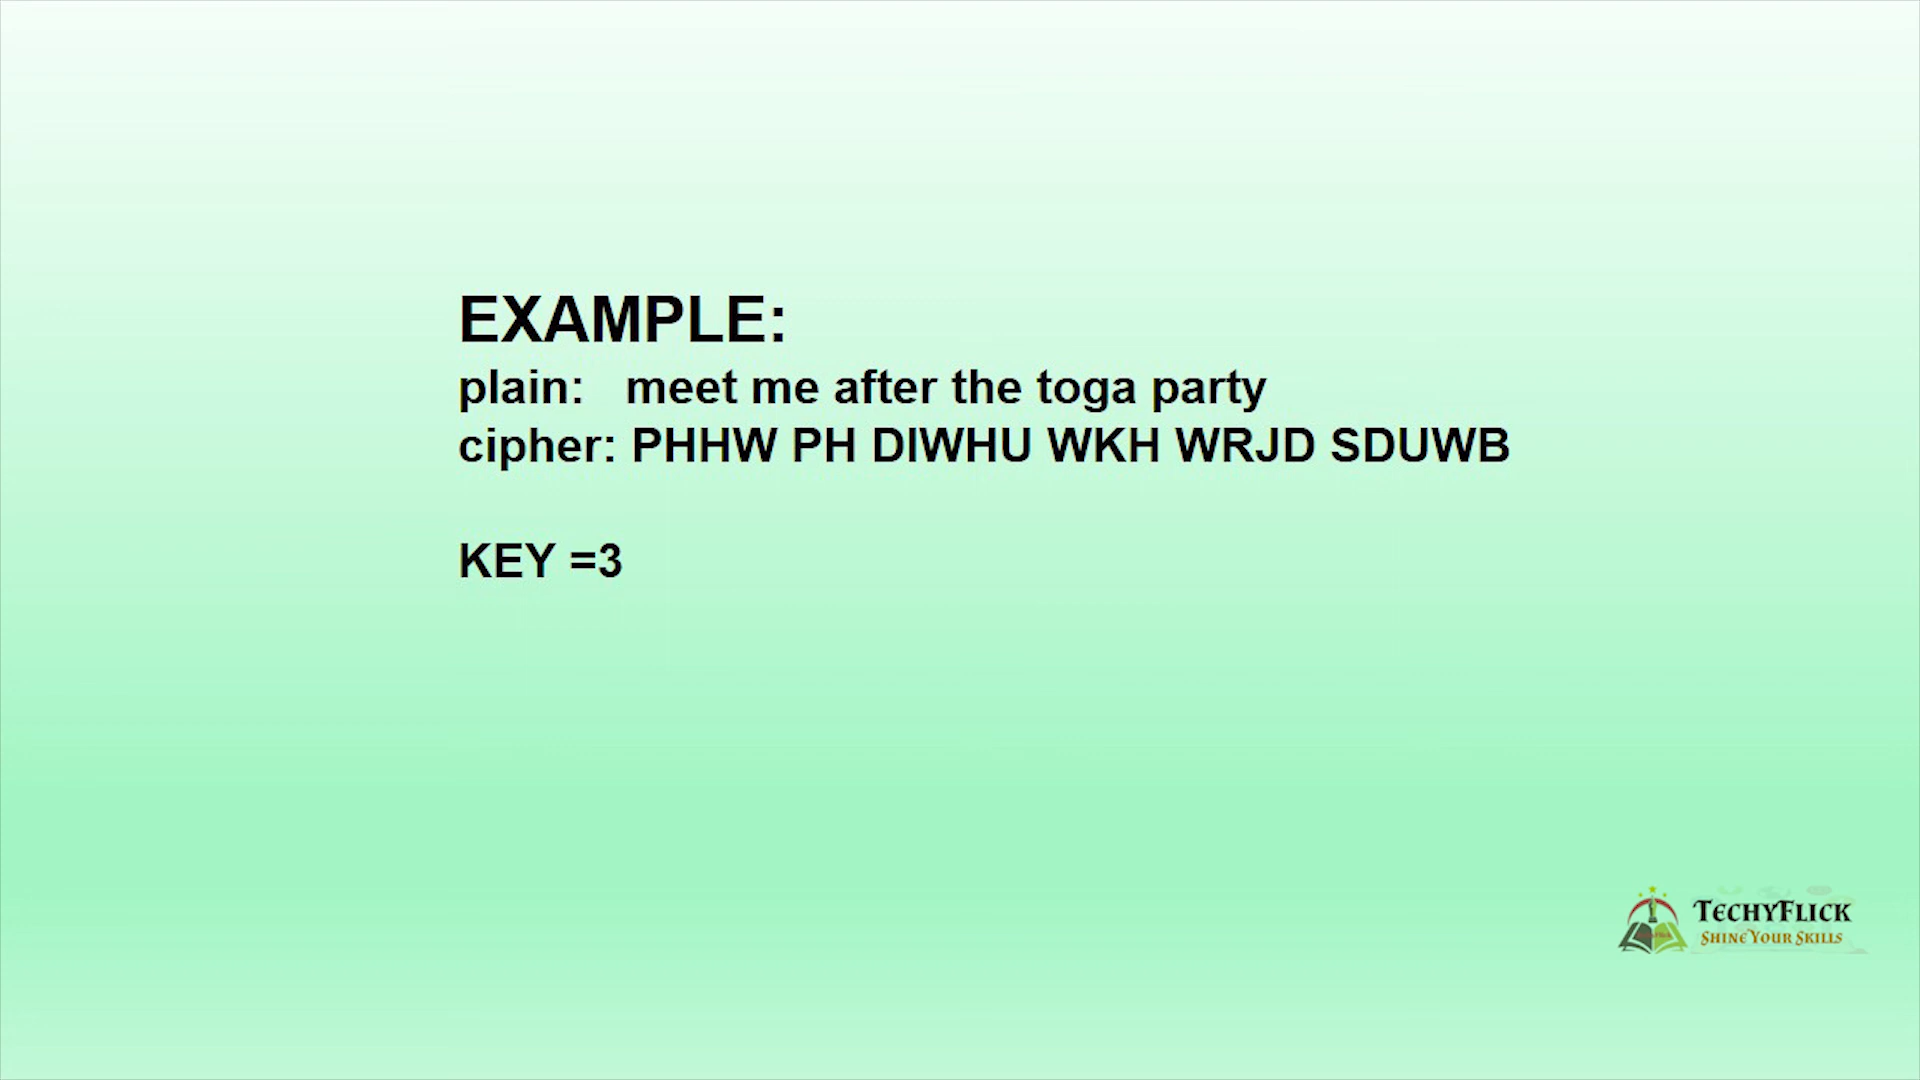 EXAMPLE:
plain: meet me after the toga party
cipher: PHHW PH DIWHU WKH WRJD SDUWB
KEY =3
TECHYFLICK
SHINE YOUR SKILLS